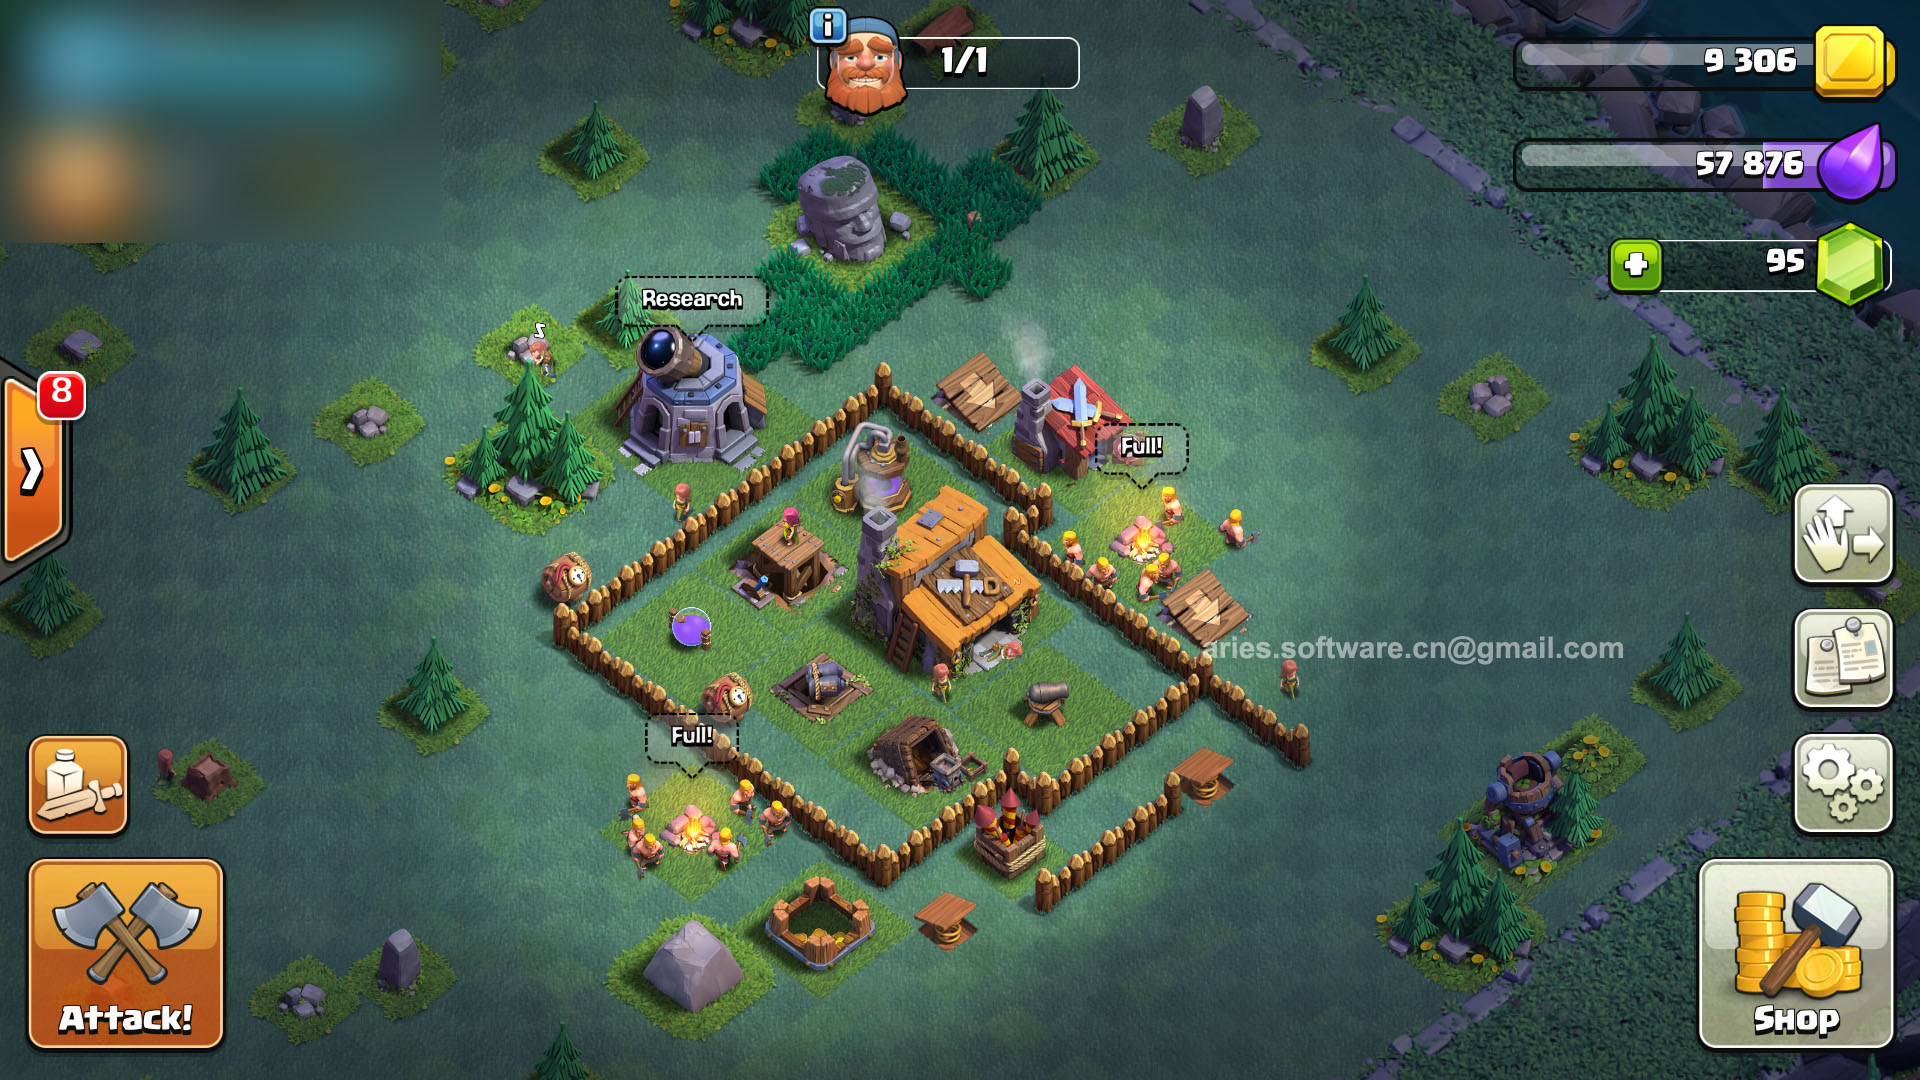 i
1/1
9 306
57 876
95
Research
8
Full!
aries.software.cn@gmail.com
Full!
Attack!
Shop